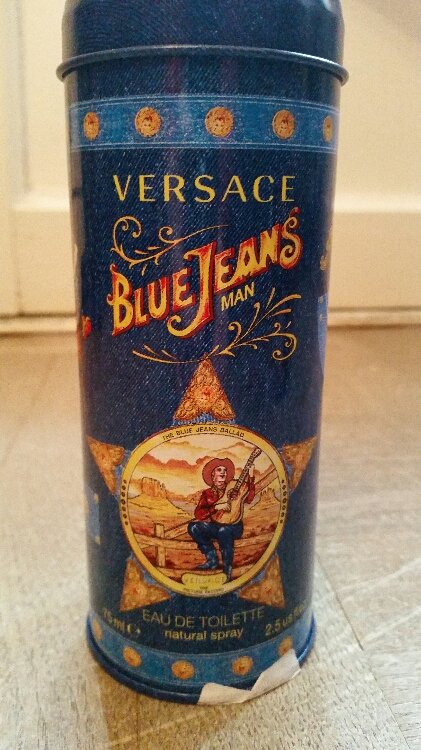 VERSACE
BLUE JEANS
MAN
THE BLUE JEANS BALLAD
EAU DE TOILETTE
75 ml ℮ natural spray 2.5 us